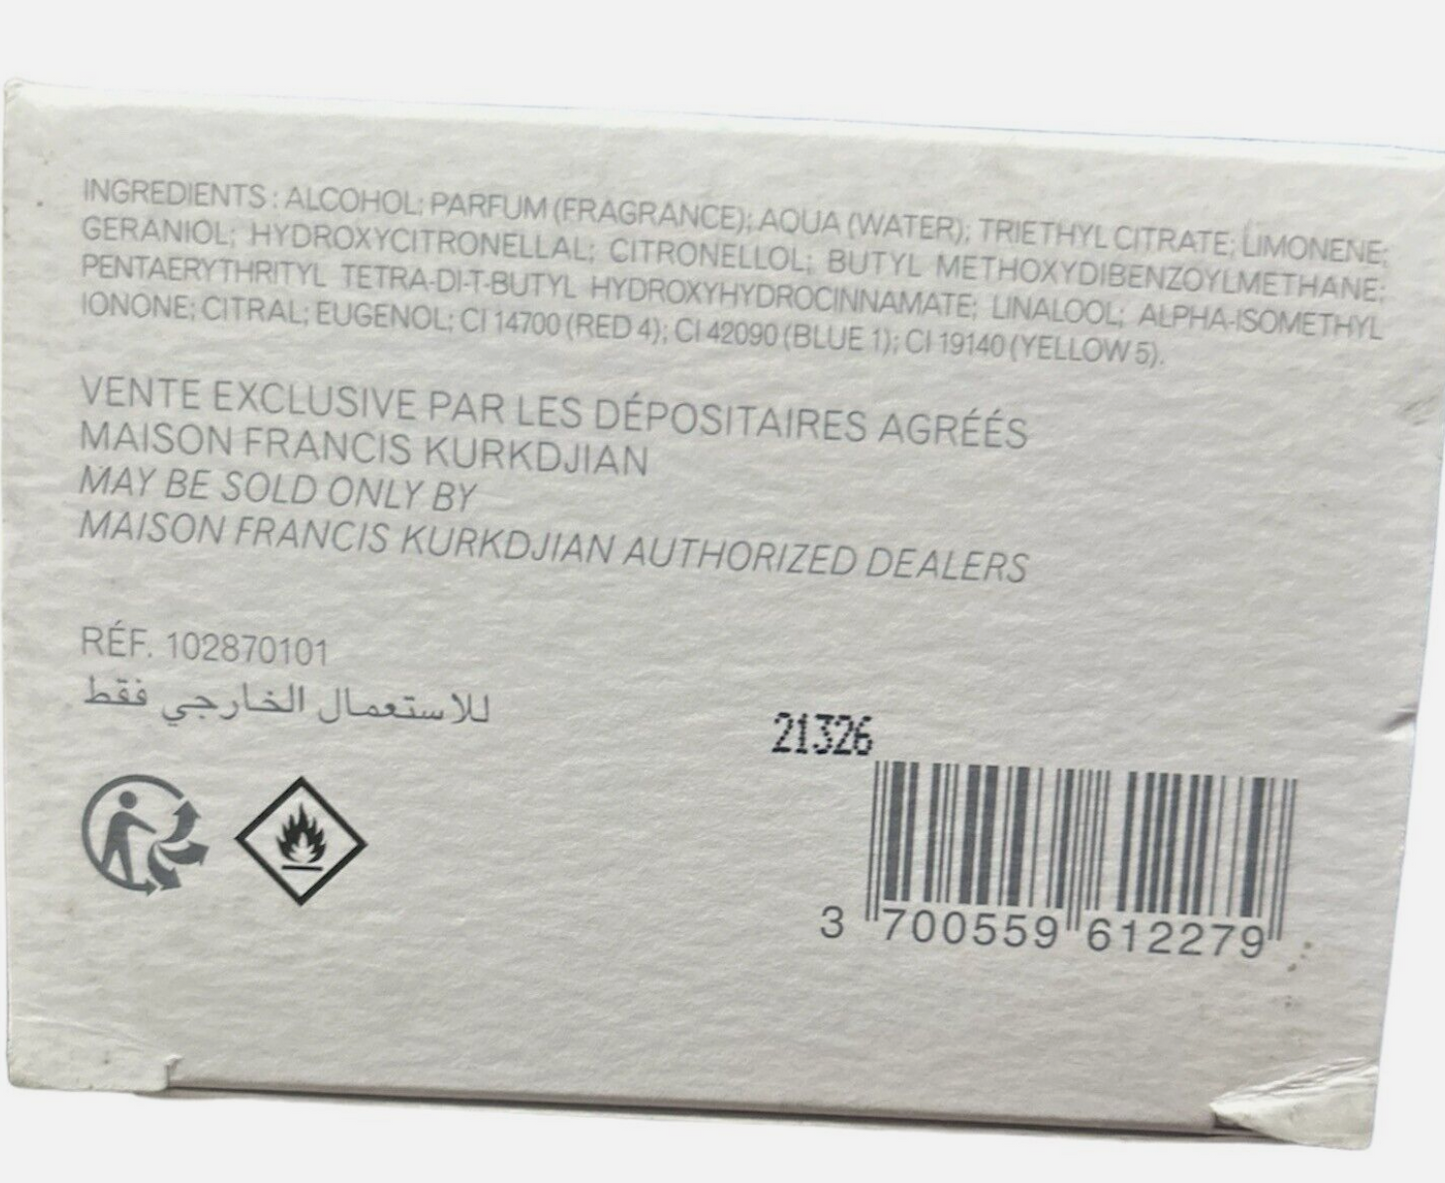 INGREDIENTS : ALCOHOL; PARFUM (FRAGRANCE); AQUA (WATER); TRIETHYL CITRATE; LIMONENE;
GERANIOL; HYDROXYCITRONELLAL; CITRONELLOL; BUTYL METHOXYDIBENZOYLMETHANE;
PENTAERYTHRITYL TETRA-DI-T-BUTYL HYDROXYHYDROCINNAMATE; LINALOOL; ALPHA-ISOMETHYL
IONONE; CITRAL; EUGENOL; CI 14700 (RED 4); CI 42090 (BLUE 1); CI 19140 (YELLOW 5).
VENTE EXCLUSIVE PAR LES DÉPOSITAIRES AGRÉÉS
MAISON FRANCIS KURKDJIAN
MAY BE SOLD ONLY BY
MAISON FRANCIS KURKDJIAN AUTHORIZED DEALERS
RÉF. 102870101
للاستعمال الخارجي فقط
21326
3 700559 612279